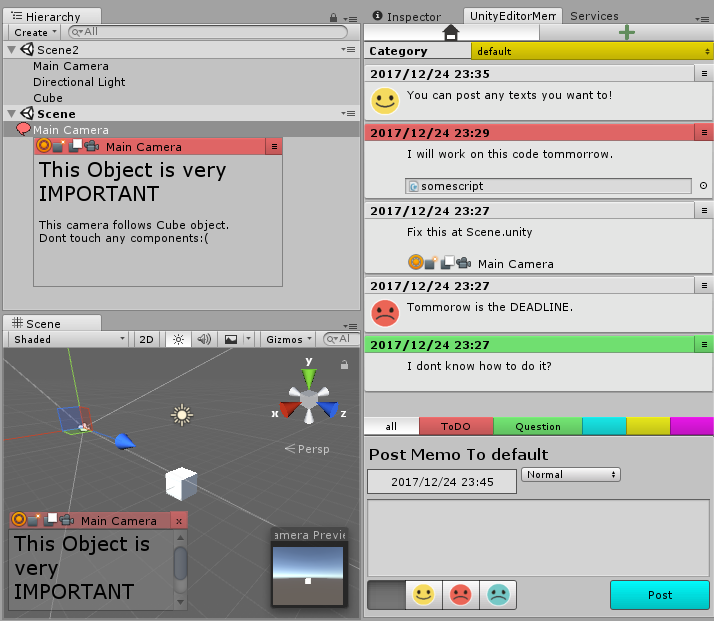 Hierarchy
Create
All
Scene2
Main Camera
Directional Light
Cube
Scene
Main Camera
Main Camera
This Object is very
IMPORTANT
This camera follows Cube object.
Dont touch any components:(
Scene
Shaded
2D
Gizmos
Al
y
x
z
Persp
Main Camera
x
This Object is
very
IMPORTANT
amera Previe
Inspector
UnityEditorMem
Services
Category
default
2017/12/24 23:35
You can post any texts you want to!
2017/12/24 23:29
I will work on this code tommorrow.
somescript
2017/12/24 23:27
Fix this at Scene.unity
Main Camera
2017/12/24 23:27
Tommorow is the DEADLINE.
2017/12/24 23:27
I dont know how to do it?
all
ToDO
Question
Post Memo To default
2017/12/24 23:45
Normal
Post